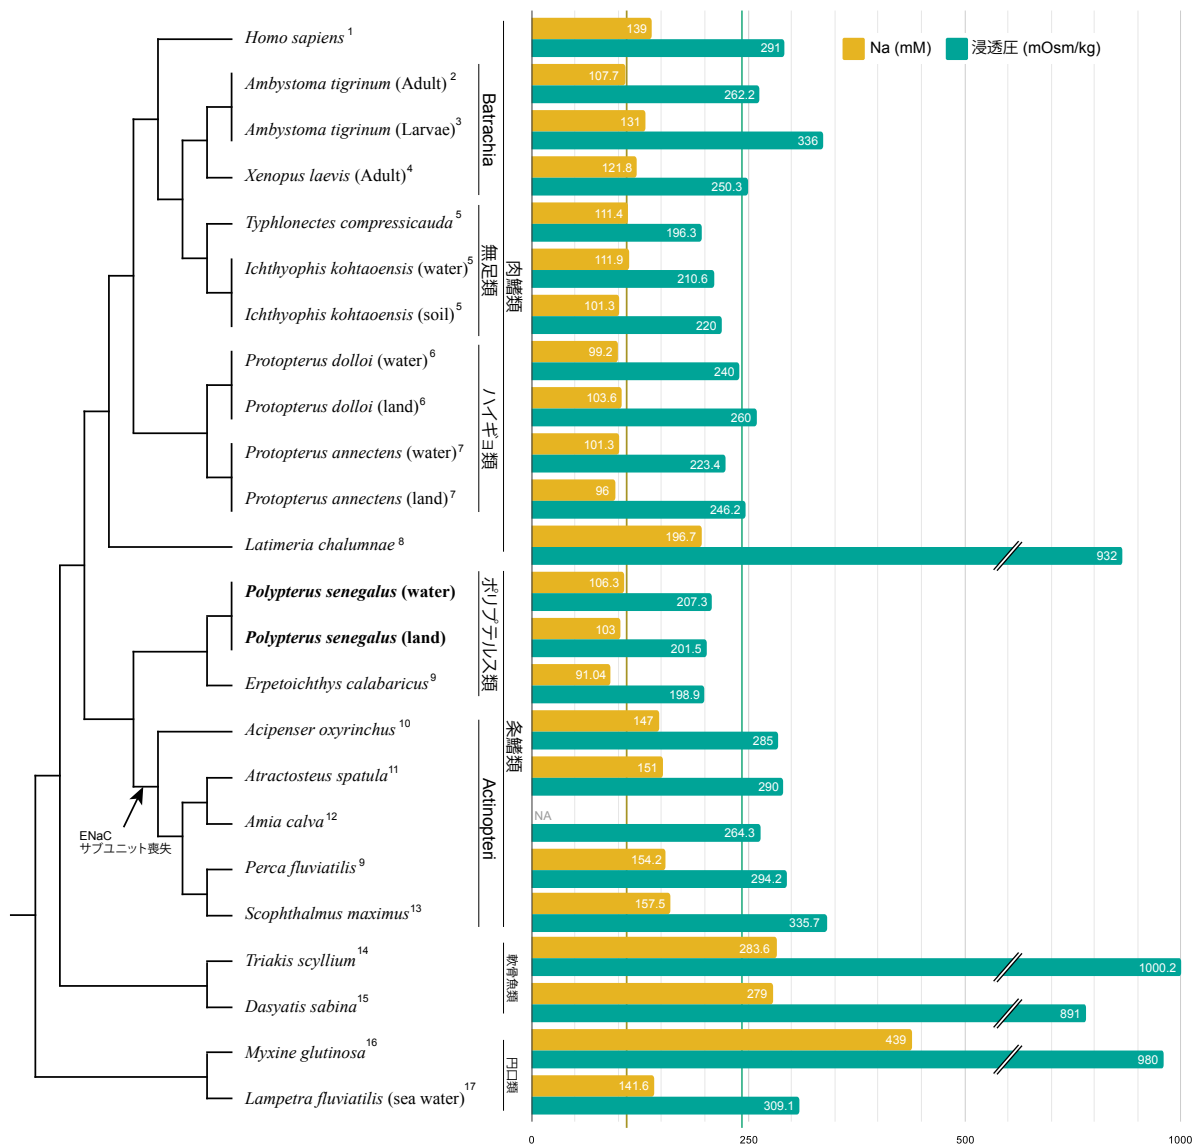 Na (mM)
浸透圧 (mOsm/kg)
Homo sapiens 1
139
291
Ambystoma tigrinum (Adult) 2
107.7
262.2
Ambystoma tigrinum (Larvae) 3
131
336
Xenopus laevis (Adult) 4
121.8
250.3
Batrachia
Typhlonectes compressicauda 5
111.4
196.3
Ichthyophis kohtaoensis (water) 5
111.9
210.6
Ichthyophis kohtaoensis (soil) 5
101.3
220
無足類
肉鰭類
Protopterus dolloi (water) 6
99.2
240
Protopterus dolloi (land) 6
103.6
260
Protopterus annectens (water) 7
101.3
223.4
Protopterus annectens (land) 7
96
246.2
ハイギョ類
Latimeria chalumnae 8
196.7
932
Polypterus senegalus (water)
106.3
207.3
Polypterus senegalus (land)
103
201.5
Erpetoichthys calabaricus 9
91.04
198.9
ポリプテルス類
条鰭類
Acipenser oxyrinchus 10
147
285
Atractosteus spatula 11
151
290
Amia calva 12
NA
264.3
ENaC
サブユニット喪失
Perca fluviatilis 9
154.2
294.2
Scophthalmus maximus 13
157.5
335.7
Actinopteri
Triakis scyllium 14
283.6
1000.2
Dasyatis sabina 15
279
891
軟骨魚類
Myxine glutinosa 16
439
980
Lampetra fluviatilis (sea water) 17
141.6
309.1
円口類
0
250
500
1000